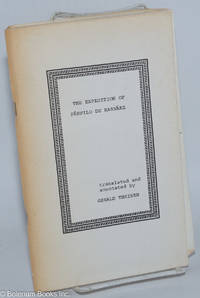 THE EXPEDITION OF
PÁNFILO DE NARVÁEZ
translated and
annotated by
GERALD THEISEN
© Bolerium Books Inc.